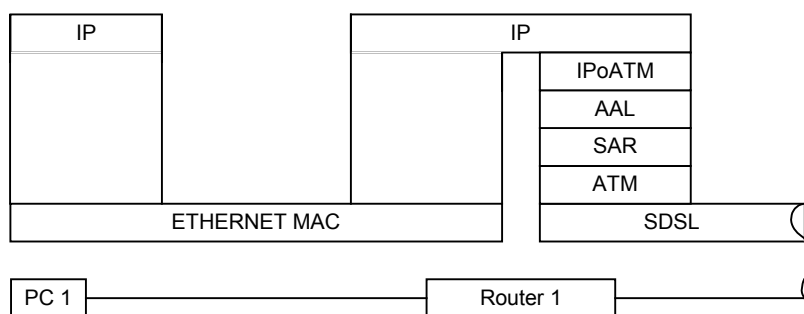 IP
IP
IPoATM
AAL
SAR
ATM
ETHERNET MAC
SDSL
PC 1
Router 1